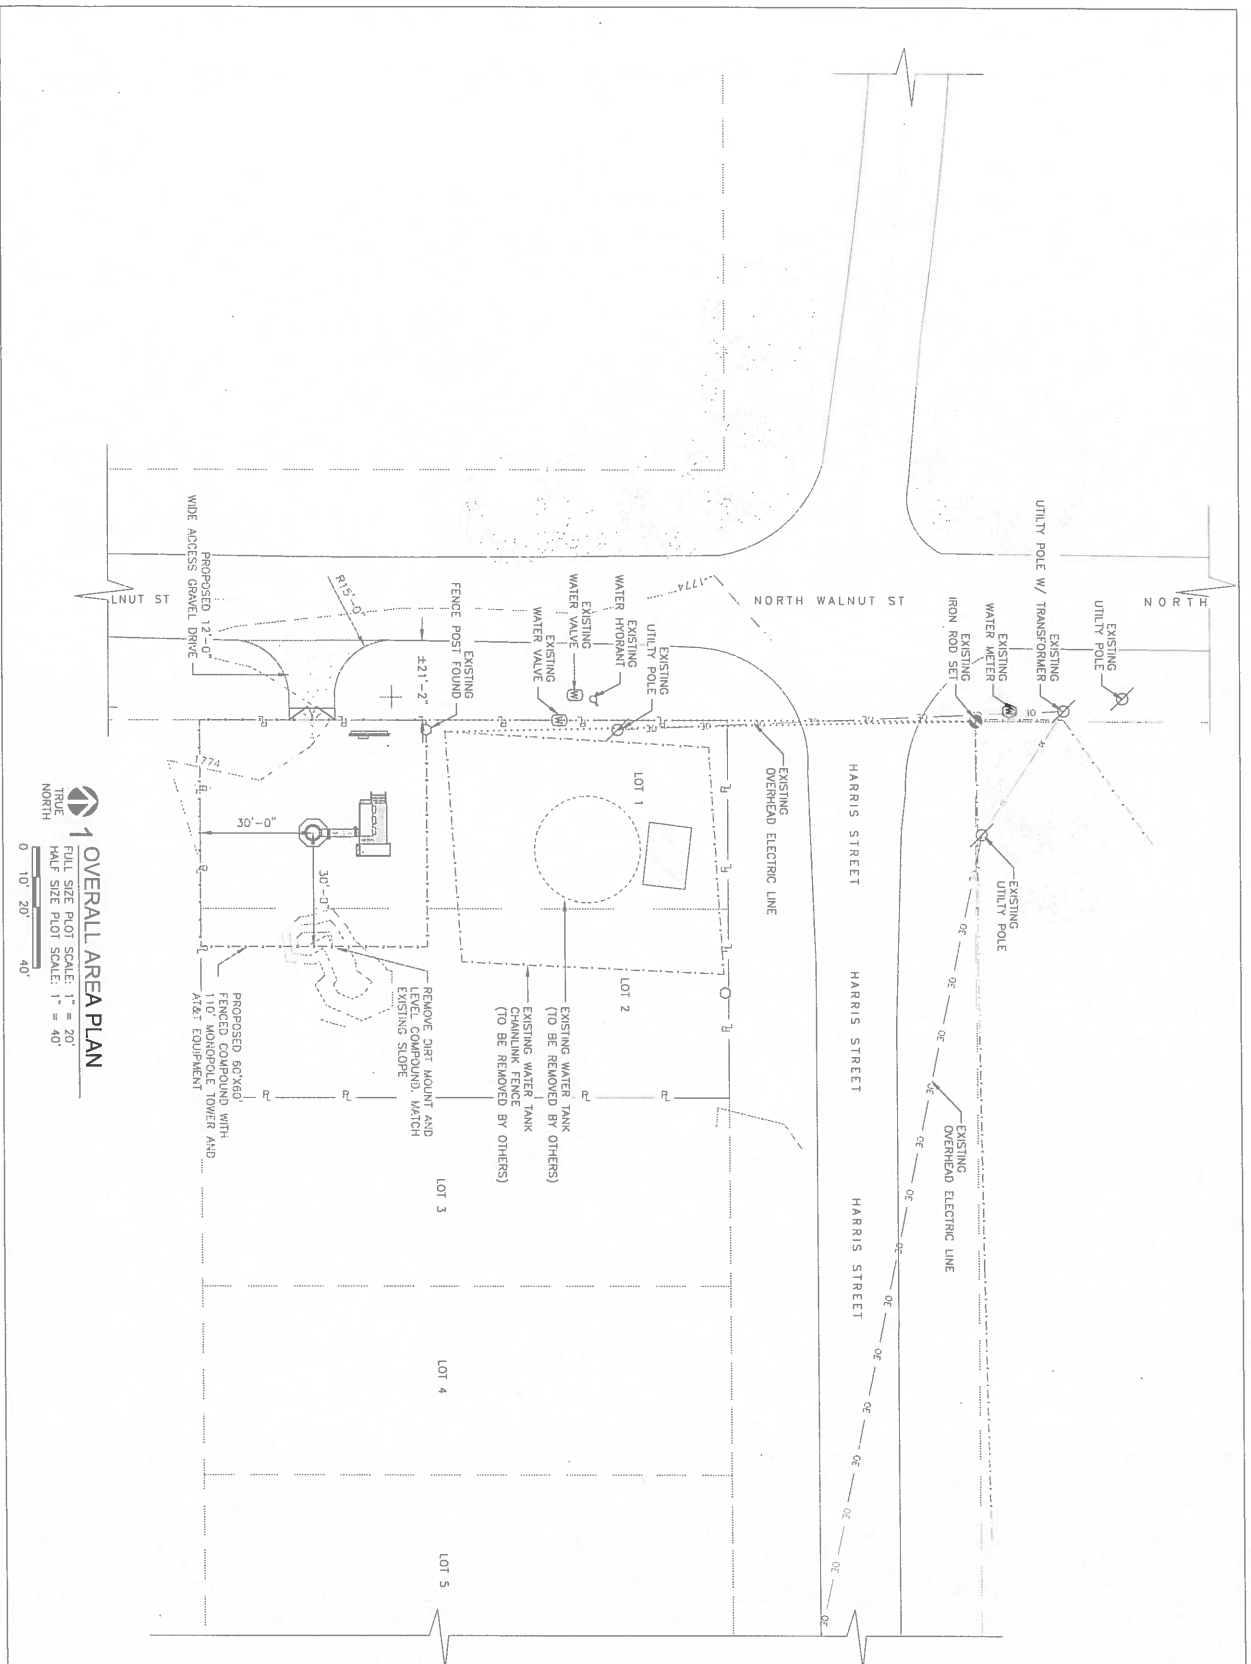 NORTH
NORTH WALNUT ST
LNUT ST
EXISTING
UTILITY POLE
EXISTING
UTILTY POLE W/ TRANSFORMER
EXISTING
WATER METER
EXISTING
IRON ROD SET
EXISTING
UTILTY POLE
EXISTING
UTILTY POLE
EXISTING
WATER HYDRANT
EXISTING
WATER VALVE
EXISTING
WATER VALVE
EXISTING
FENCE POST FOUND
±21'-2"
R15'-0"
PROPOSED 12'-0"
WIDE ACCESS GRAVEL DRIVE
1774
1774
EXISTING
OVERHEAD ELECTRIC LINE
HARRIS STREET
HARRIS STREET
HARRIS STREET
EXISTING
OVERHEAD ELECTRIC LINE
LOT 1
LOT 2
LOT 3
LOT 4
LOT 5
30'-0"
30'-0"
EXISTING WATER TANK
(TO BE REMOVED BY OTHERS)
EXISTING WATER TANK
CHAINLINK FENCE
(TO BE REMOVED BY OTHERS)
REMOVE DIRT MOUNT AND
LEVEL COMPOUND. MATCH
EXISTING SLOPE
PROPOSED 60'X60'
FENCED COMPOUND WITH
110' MONOPOLE TOWER AND
AT&T EQUIPMENT
TRUE
NORTH
1 OVERALL AREA PLAN
FULL SIZE PLOT SCALE: 1" = 20'
HALF SIZE PLOT SCALE: 1" = 40'
0 10' 20' 40'